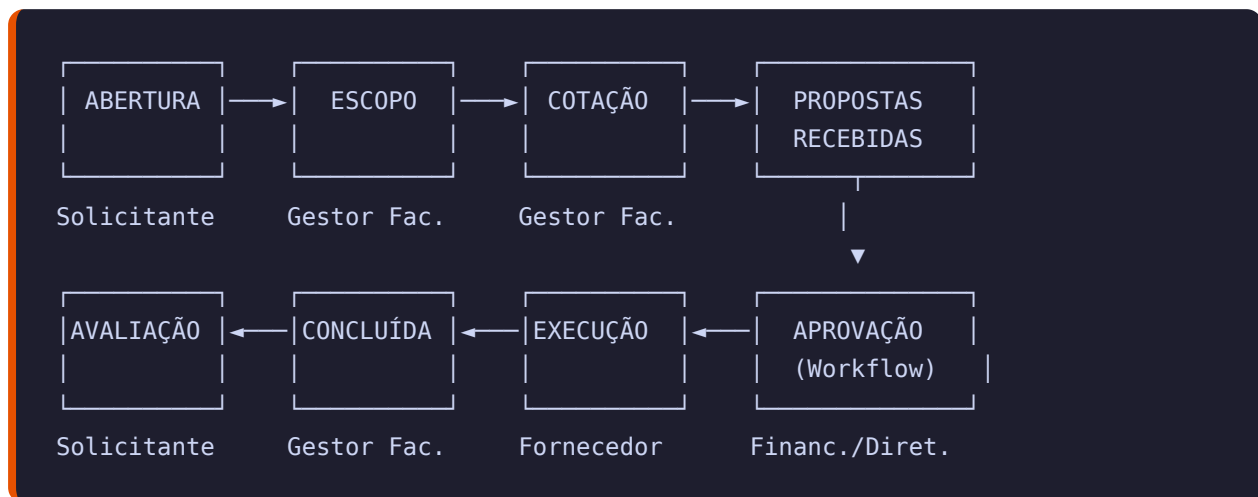 ABERTURA ESCOPO COTAÇÃO PROPOSTAS
RECEBIDAS
Solicitante Gestor Fac. Gestor Fac.
AVALIAÇÃO CONCLUÍDA EXECUÇÃO APROVAÇÃO
(Workflow)
Solicitante Gestor Fac. Fornecedor Financ./Diret.